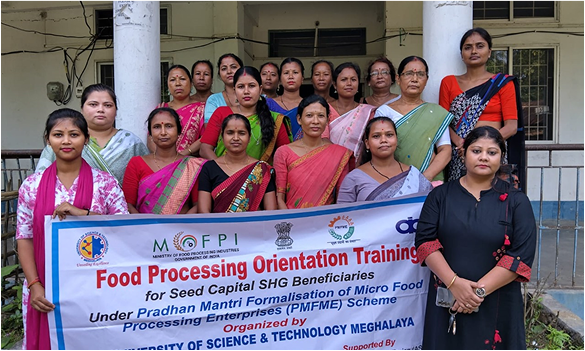 MOFPI
MINISTRY OF FOOD PROCESSING INDUSTRIES
GOVERNMENT OF INDIA
Food Processing Orientation Training
for Seed Capital SHG Beneficiaries
Under Pradhan Mantri Formalisation of Micro Food
Processing Enterprises (PMFME) Scheme
Organized by
VERSITY OF SCIENCE & TECHNOLOGY MEGHALAYA
Supported By